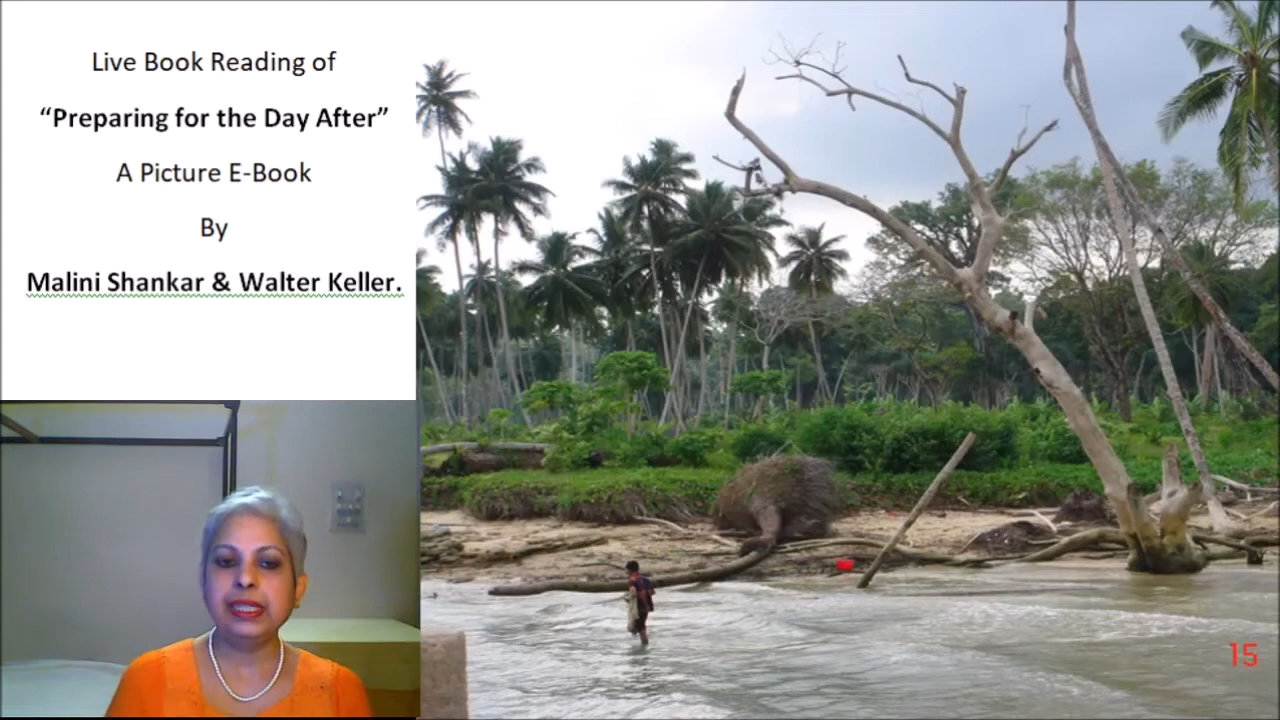 Live Book Reading of
“Preparing for the Day After”
A Picture E-Book
By
Malini Shankar & Walter Keller.
15